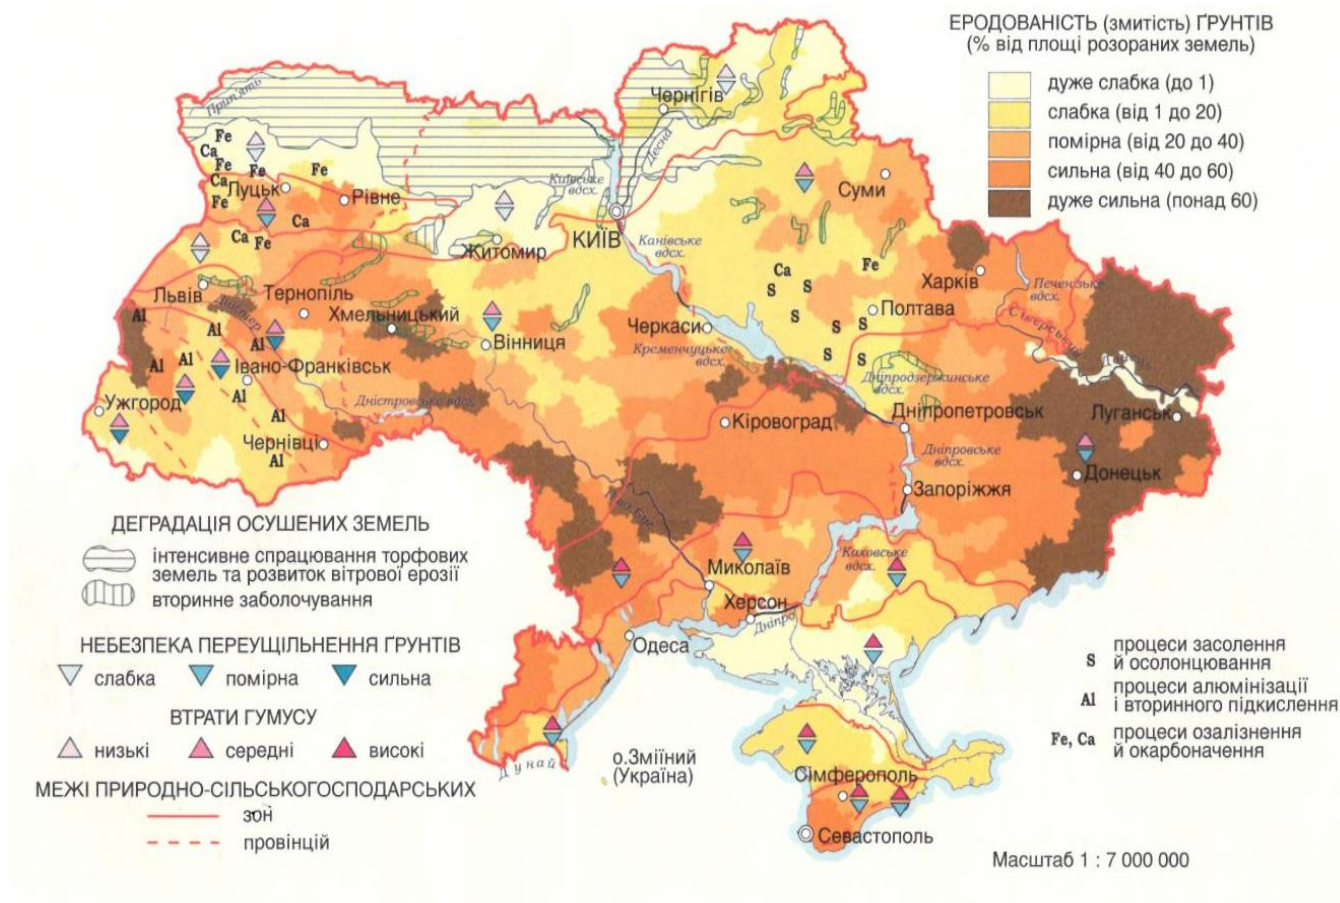 ЕРОДОВАНІСТЬ (змитість) ҐРУНТІВ
(% від площі розораних земель)
дуже слабка (до 1)
слабка (від 1 до 20)
помірна (від 20 до 40)
сильна (від 40 до 60)
дуже сильна (понад 60)
Прип'ять
Чернігів
Десна
Fe
Ca
Fe
Fe
Fe
Ca
Fe
Луцьк
Рівне
Київське
вдсх.
Суми
Ca
Ca
Fe
КИЇВ
Житомир
Канівське
вдсх.
Ca
Fe
S
S
S
S
S
S
S
Харків
Печенізьке
вдсх.
Львів
Тернопіль
Хмельницький
Дністер
Вінниця
Черкаси
Кременчуцьке
вдсх.
Полтава
Al
Al
Al
Al
Al
Al
Al
Івано-Франківськ
Ужгород
Дністровське вдсх.
Чернівці
Дніпродзержинське
вдсх.
Кіровоград
Дніпропетровськ
Луганськ
Дніпровське
вдсх.
Донецьк
Запоріжжя
Миколаїв
Каховське
вдсх.
Херсон
Дніпро
Одеса
Дунай
о.Зміїний
(Україна)
Сімферополь
Севастополь
ДЕГРАДАЦІЯ ОСУШЕНИХ ЗЕМЕЛЬ
інтенсивне спрацювання торфових
земель та розвиток вітрової ерозії
вторинне заболочування
НЕБЕЗПЕКА ПЕРЕУЩІЛЬНЕННЯ ҐРУНТІВ
слабка
помірна
сильна
ВТРАТИ ГУМУСУ
низькі
середні
високі
МЕЖІ ПРИРОДНО-СІЛЬСЬКОГОСПОДАРСЬКИХ
зон
провінцій
S
процеси засолення
й осолонцювання
Al
процеси алюмінізації
і вторинного підкислення
Fe, Ca
процеси озалізнення
й окарбоначення
Масштаб 1 : 7 000 000